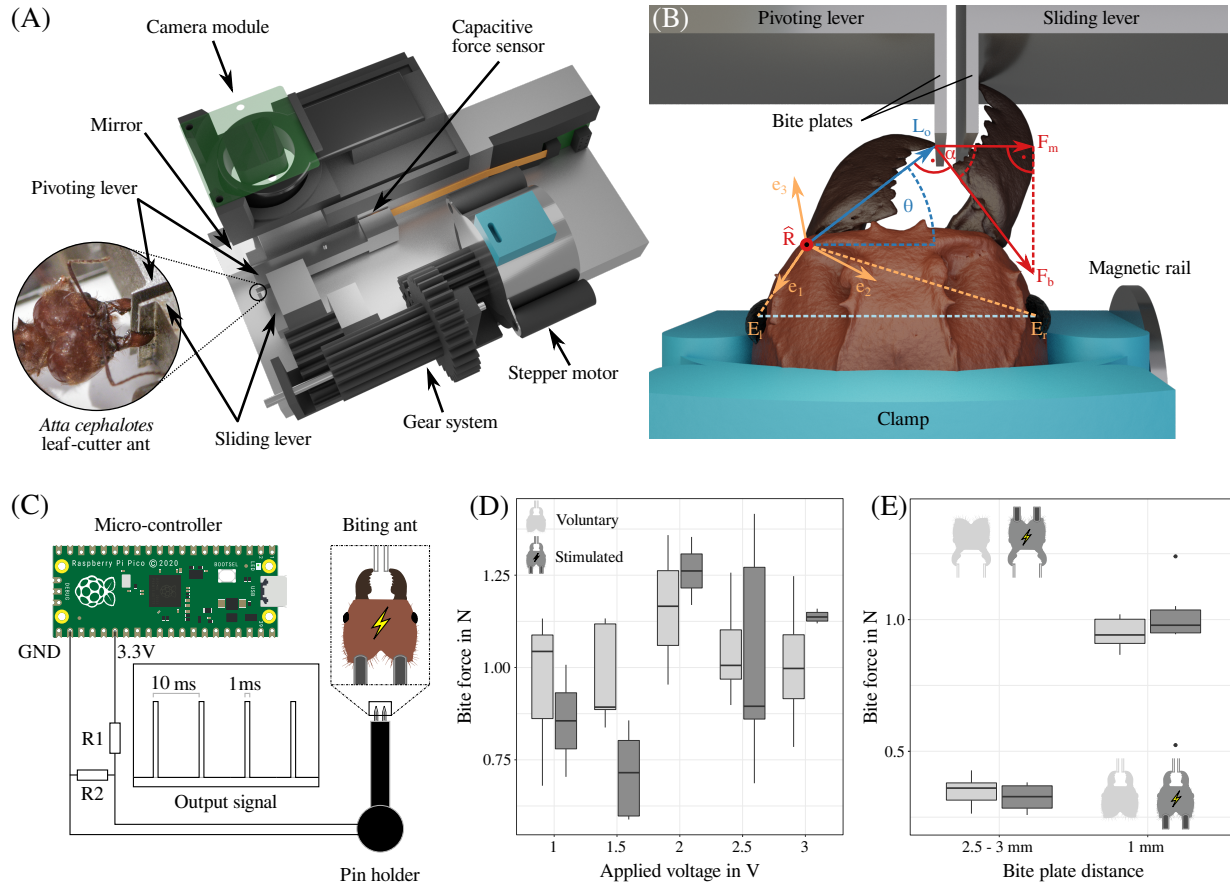 (A)
Camera module
Capacitive
force sensor
Mirror
Pivoting lever
Atta cephalotes
leaf-cutter ant
Sliding lever
Gear system
Stepper motor
(B)
Pivoting lever
Sliding lever
Bite plates
Lo
α
Fm
e3
θ
R̂
e1
e2
Fb
El
Er
Magnetic rail
Clamp
(C)
Micro-controller
Biting ant
Raspberry Pi Pico ©2020
BOOTSEL
DEBUG
USB
LED
GND
3.3V
10 ms
1ms
R1
R2
Output signal
Pin holder
(D)
Voluntary
Stimulated
Bite force in N
1.25
1.00
0.75
1
1.5
2
2.5
3
Applied voltage in V
(E)
Bite force in N
1.0
0.5
2.5 - 3 mm
1 mm
Bite plate distance